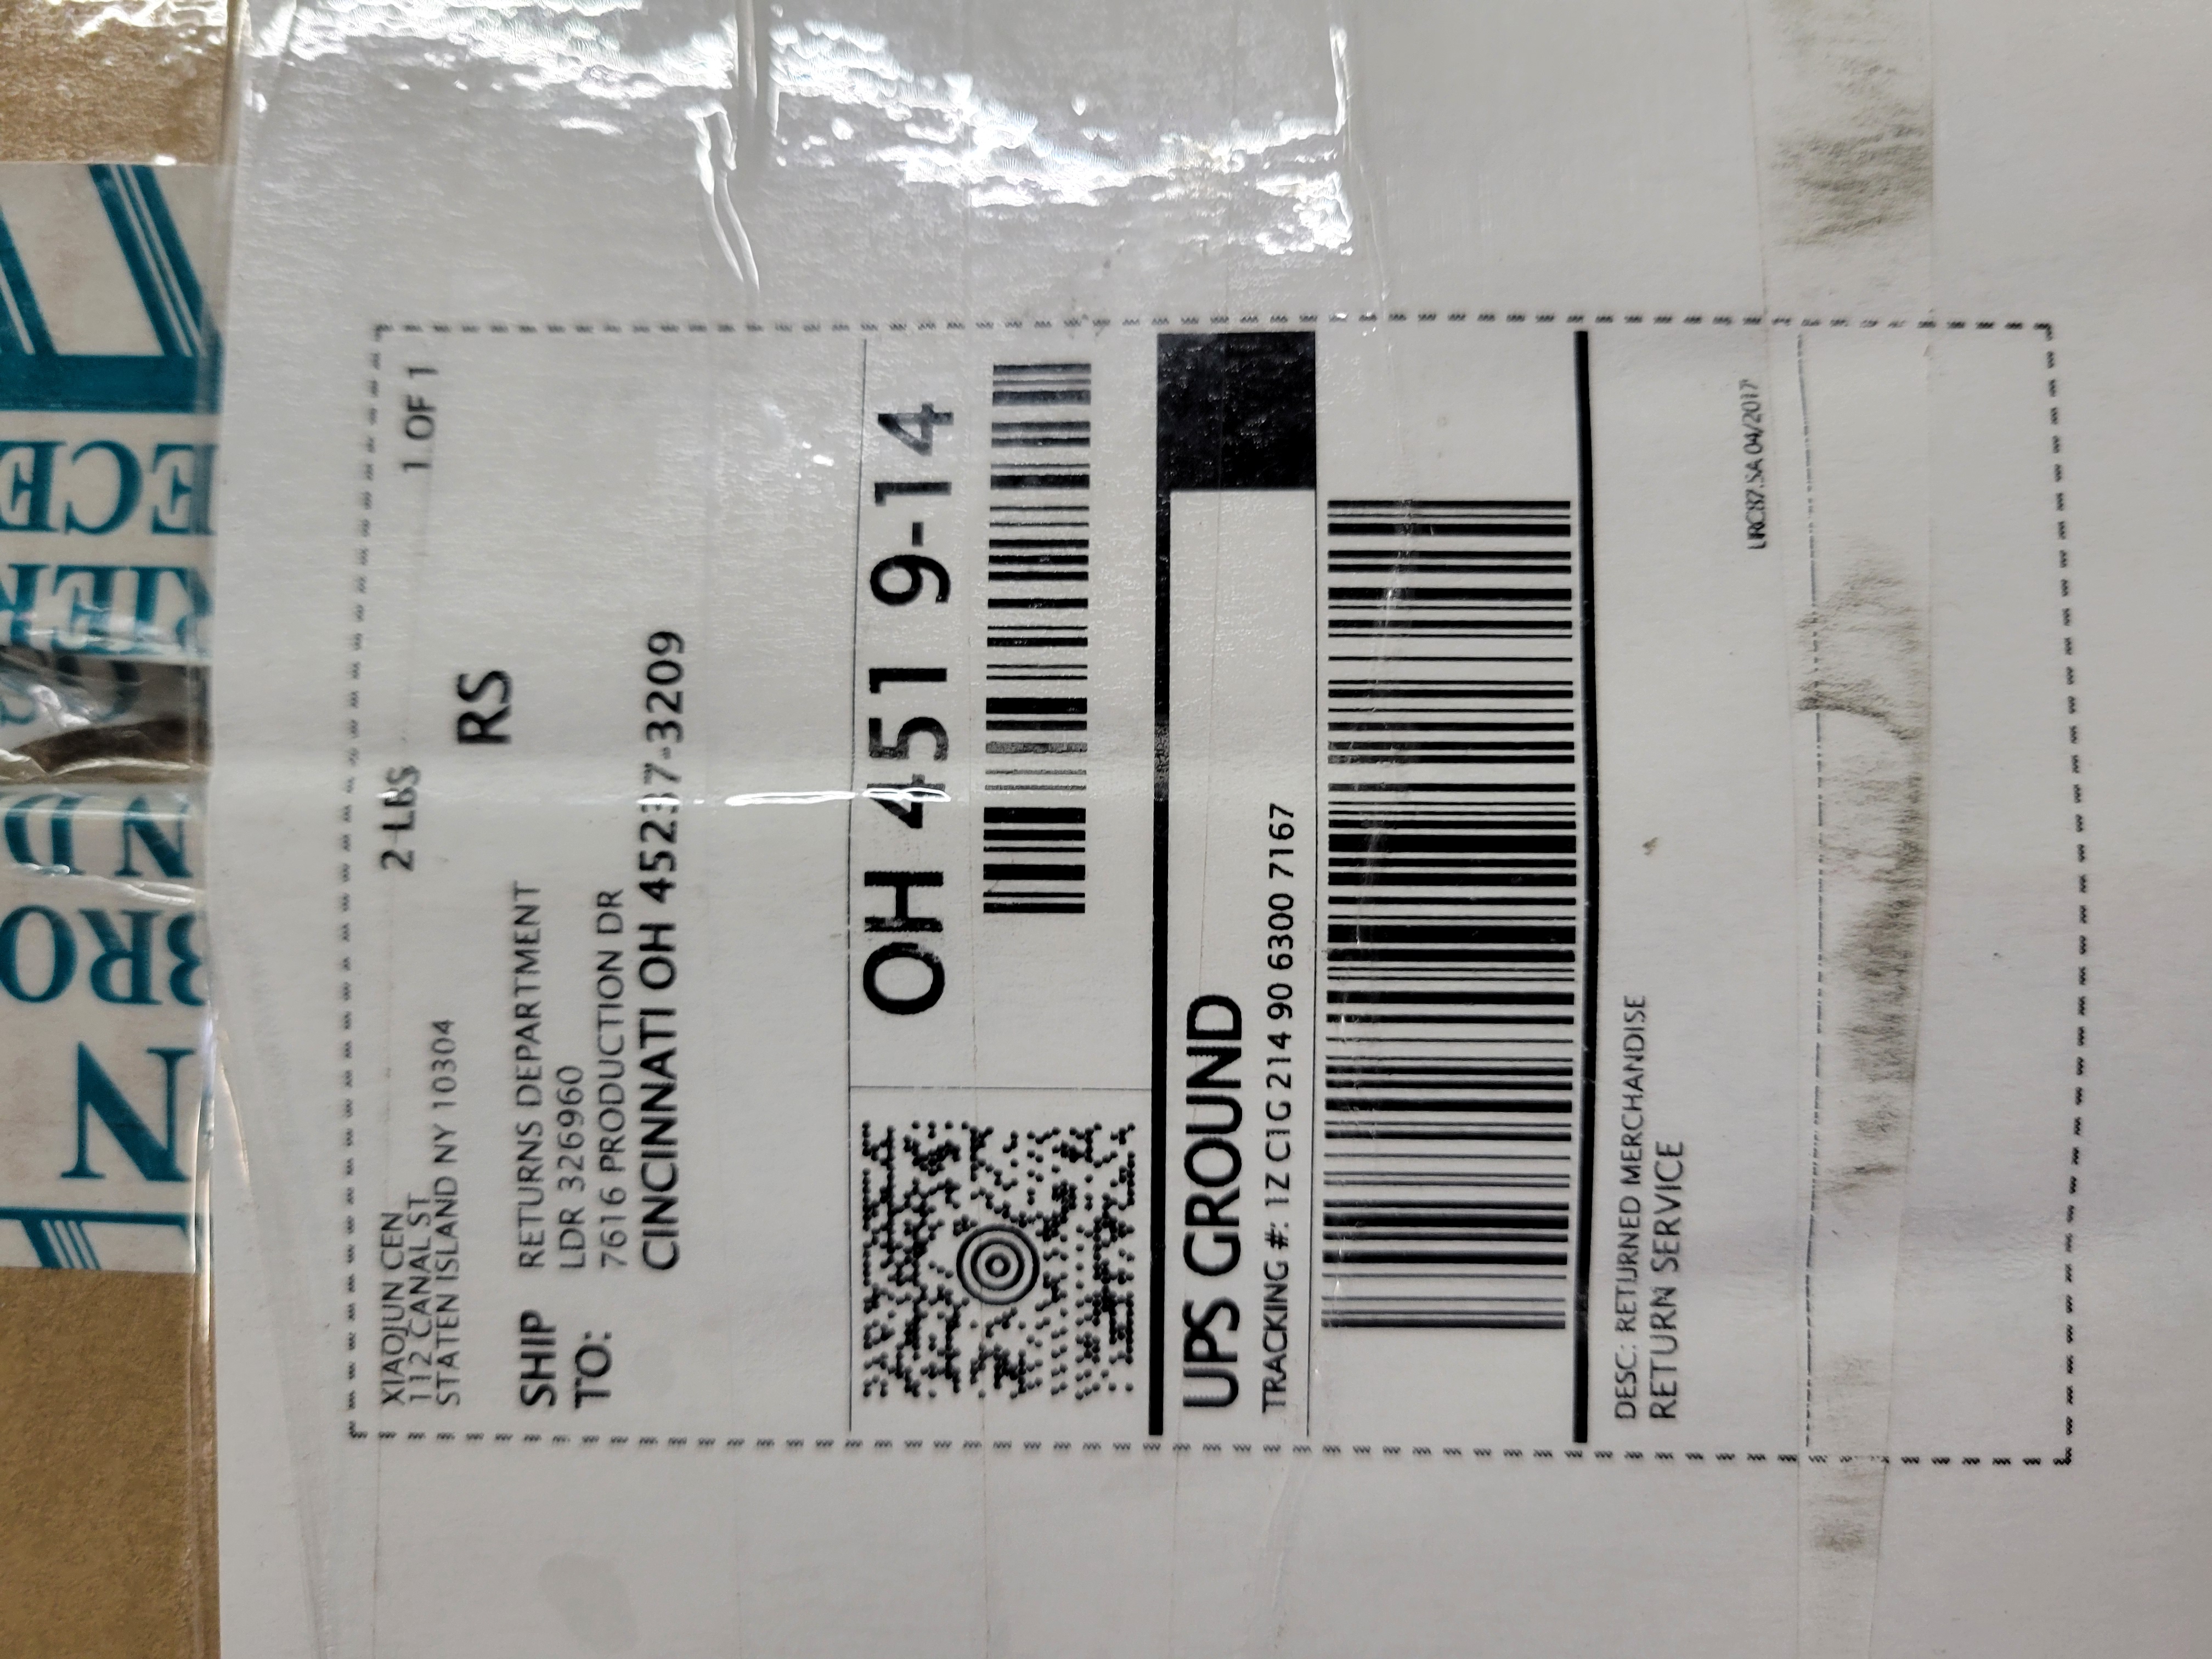 XIAOJUN CEN
112 CANAL ST
STATEN ISLAND NY 10304
2 LBS
1 OF 1
RS
SHIP
TO:
RETURNS DEPARTMENT
LDR 326960
7616 PRODUCTION DR
CINCINNATI OH 45237-3209
OH 451 9-14
UPS GROUND
TRACKING #: 1Z C1G 214 90 6300 7167
DESC: RETURNED MERCHANDISE
RETURN SERVICE